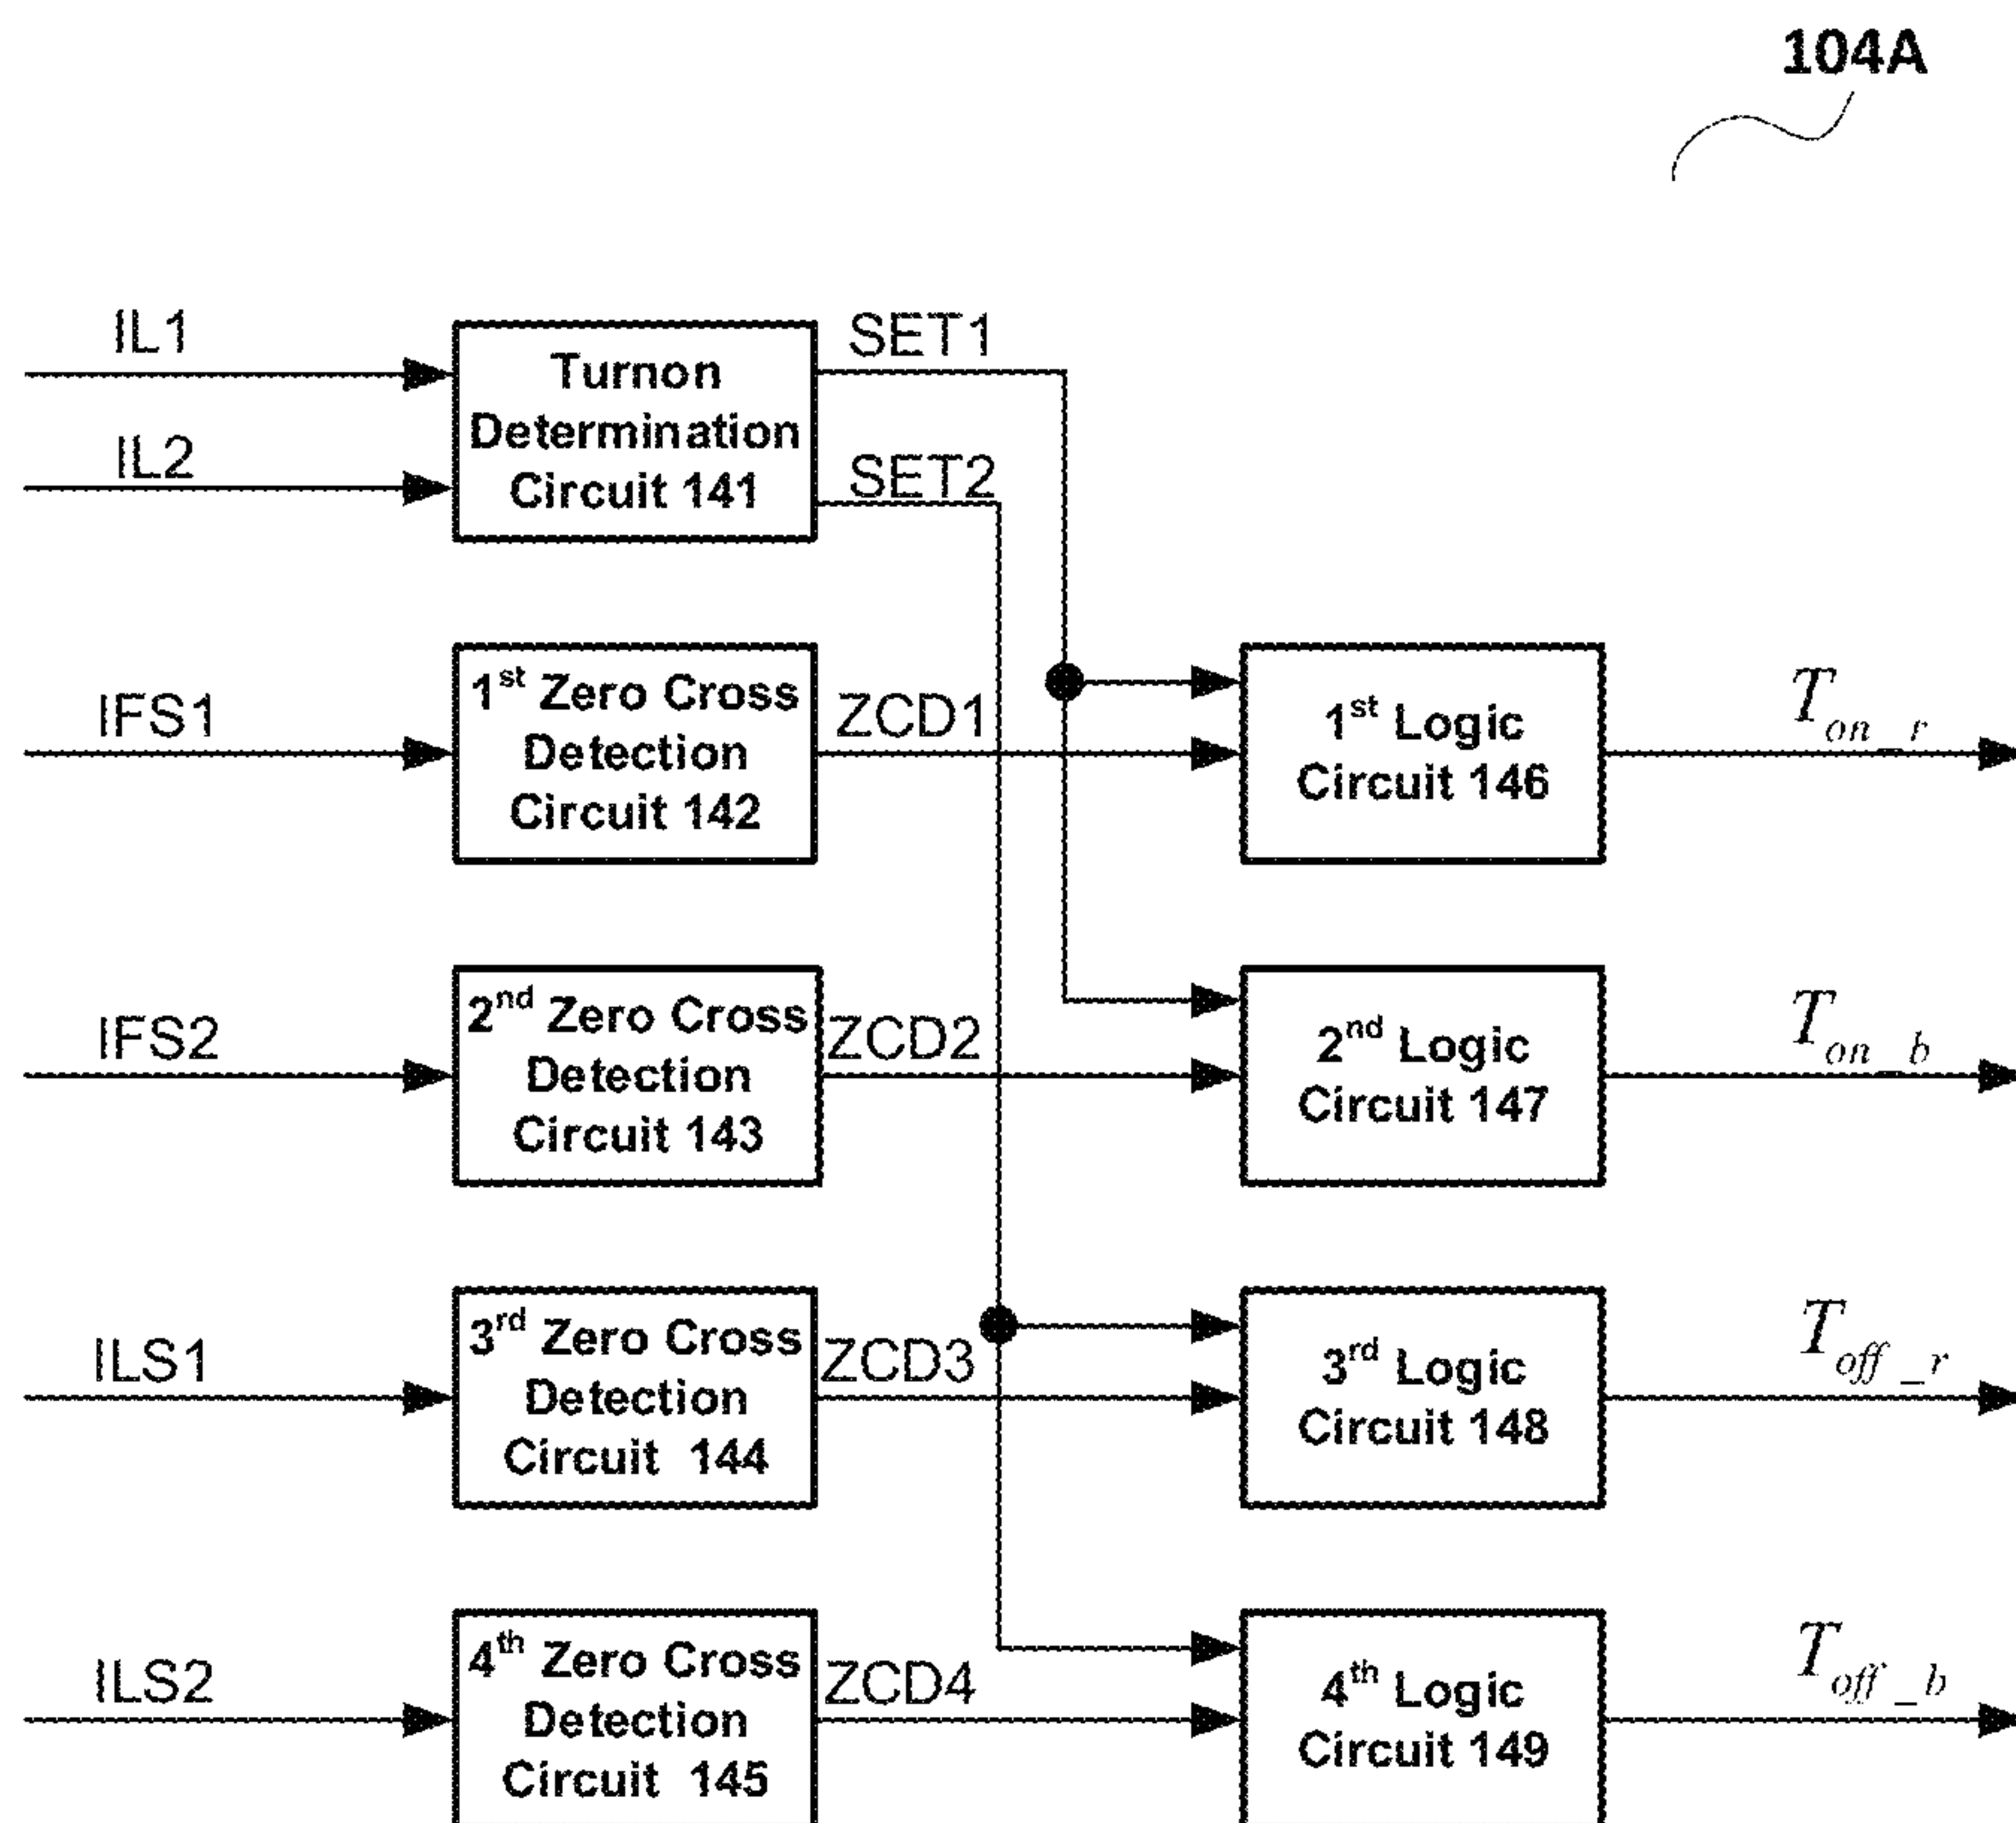 104A
IL1
IL2
Turnon
Determination
Circuit 141
SET1
SET2
IFS1
1st Zero Cross
Detection
Circuit 142
ZCD1
1st Logic
Circuit 146
Ton_r
IFS2
2nd Zero Cross
Detection
Circuit 143
ZCD2
2nd Logic
Circuit 147
Ton_b
ILS1
3rd Zero Cross
Detection
Circuit 144
ZCD3
3rd Logic
Circuit 148
Toff_r
ILS2
4th Zero Cross
Detection
Circuit 145
ZCD4
4th Logic
Circuit 149
Toff_b